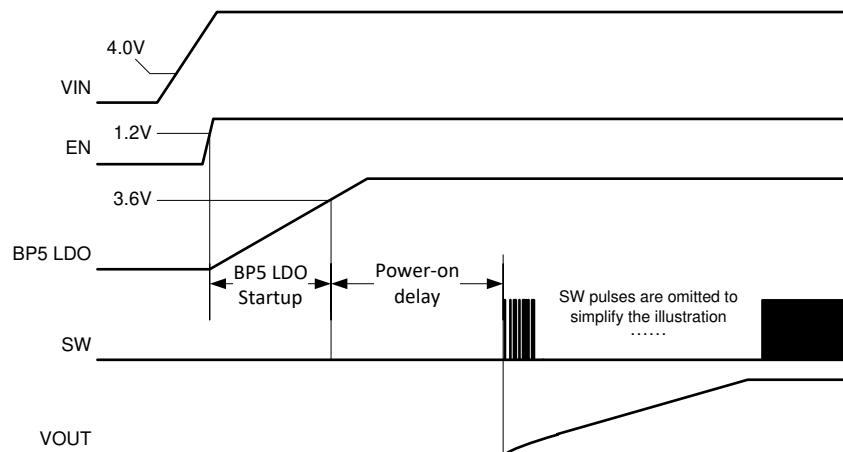 4.0V
VIN
1.2V
EN
3.6V
BP5 LDO
BP5 LDO
Startup
Power-on
delay
SW pulses are omitted to
simplify the illustration
......
SW
VOUT